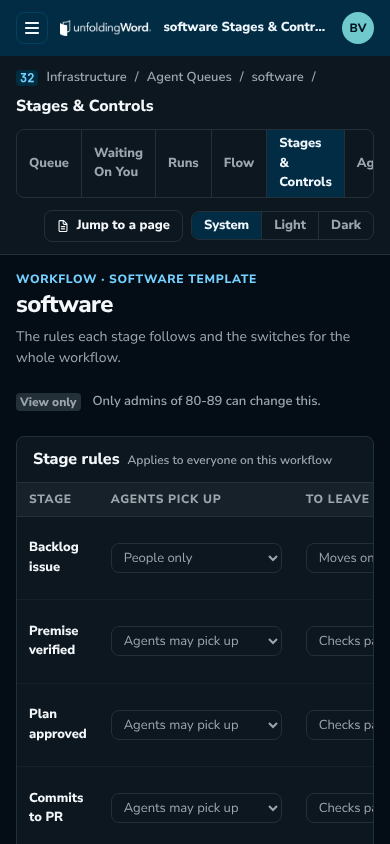 unfoldingWord. software Stages & Contr... BV
32 Infrastructure / Agent Queues / software /
Stages & Controls
Queue
Waiting
On You
Runs
Flow
Stages
&
Controls
Ag
Jump to a page System Light Dark
WORKFLOW · SOFTWARE TEMPLATE
software
The rules each stage follows and the switches for the
whole workflow.
View only Only admins of 80-89 can change this.
Stage rules Applies to everyone on this workflow
STAGE AGENTS PICK UP TO LEAVE
Backlog
issue
People only
Moves on
Premise
verified
Agents may pick up
Checks pa
Plan
approved
Agents may pick up
Checks pa
Commits
to PR
Agents may pick up
Checks pa